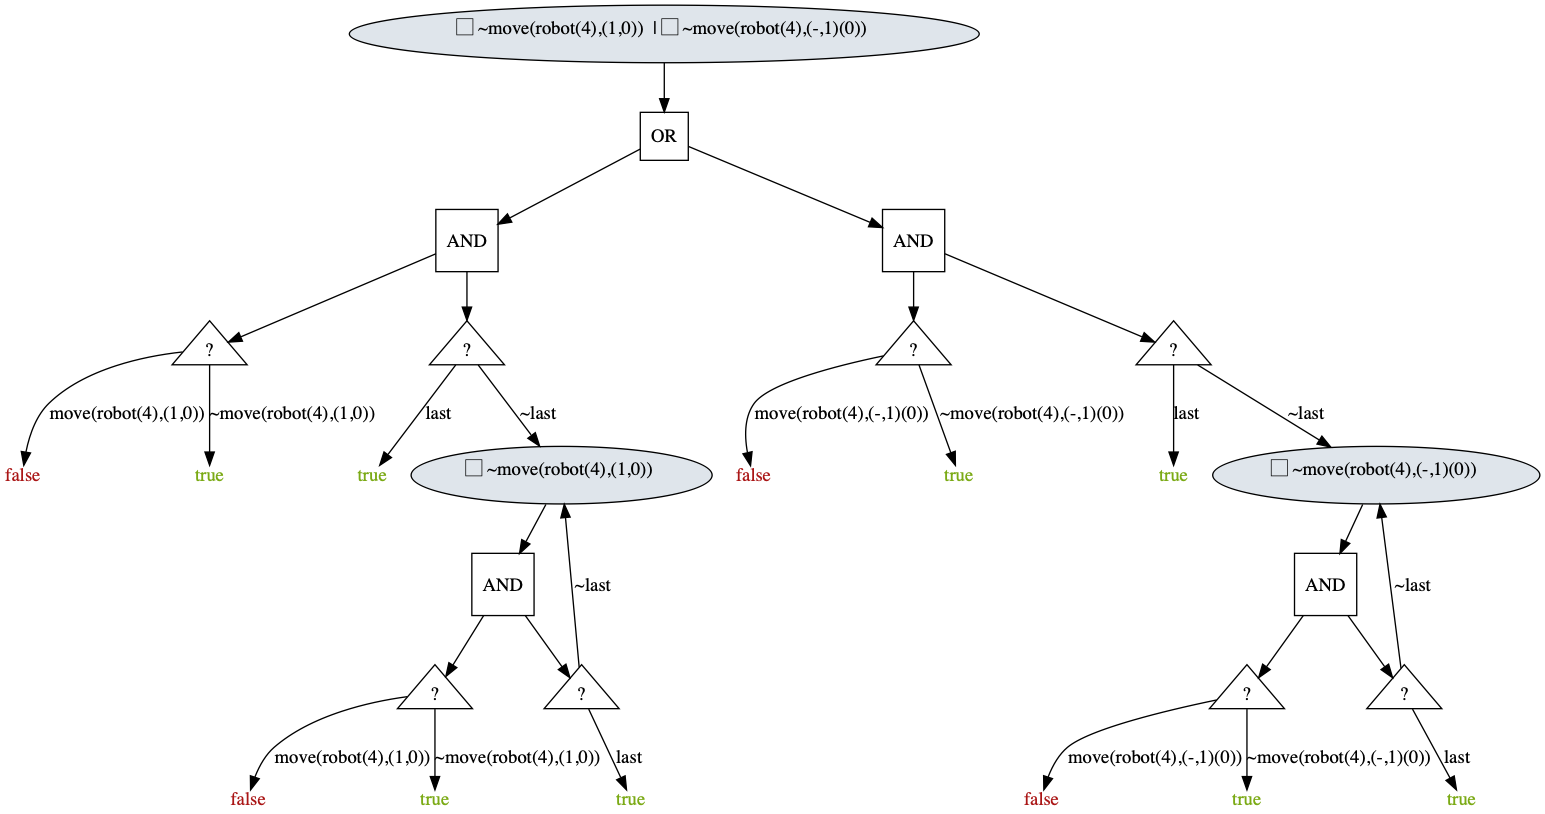 □ ~move(robot(4),(1,0)) | □ ~move(robot(4),(-,1)(0))
OR
AND
AND
?
?
?
?
move(robot(4),(1,0))
~move(robot(4),(1,0))
last
~last
move(robot(4),(-,1)(0))
~move(robot(4),(-,1)(0))
last
~last
false
true
true
□ ~move(robot(4),(1,0))
false
true
true
□ ~move(robot(4),(-,1)(0))
AND
~last
AND
~last
?
?
?
?
move(robot(4),(1,0))
~move(robot(4),(1,0))
last
move(robot(4),(-,1)(0))
~move(robot(4),(-,1)(0))
last
false
true
true
false
true
true